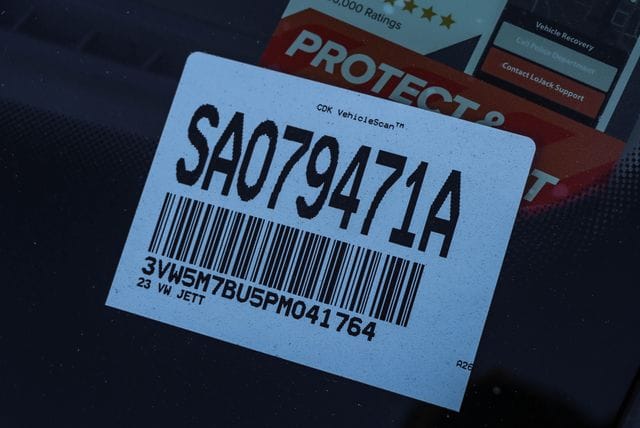 ,000 Ratings
Vehicle Recovery
Call Police Department
Contact LoJack Support
PROTECT &
CDK VehicleScan™
SA079471A
3VW5M7BU5PM041764
23 VW JETT
A26